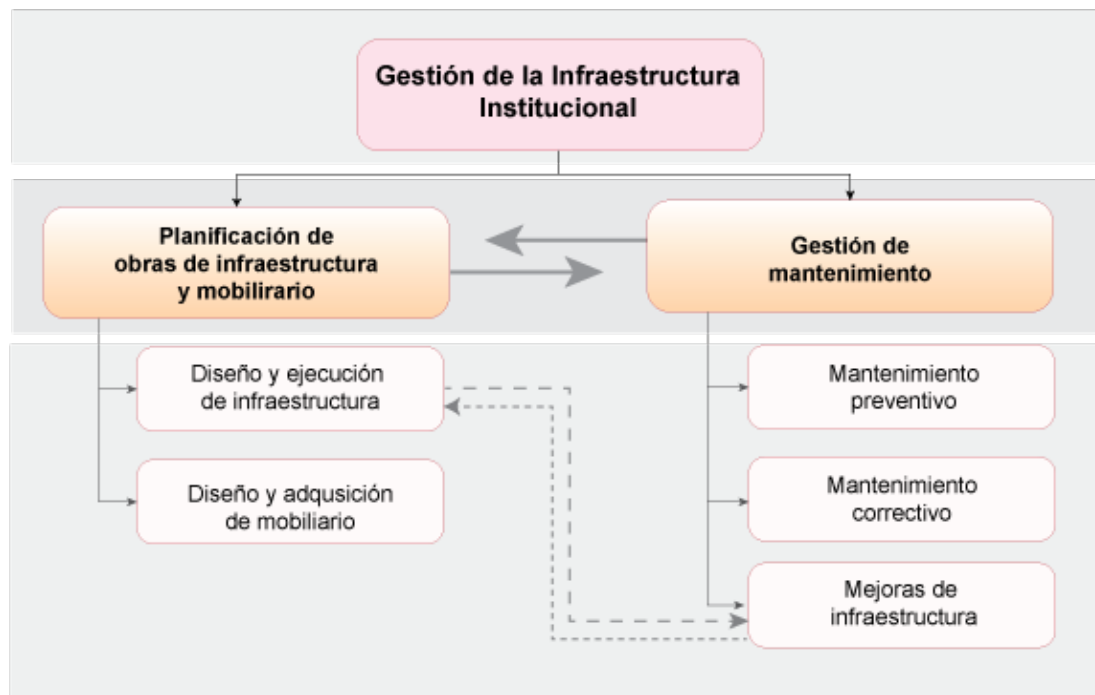 Gestión de la Infraestructura
Institucional
Planificación de
obras de infraestructura
y mobilirario
Gestión de
mantenimiento
Diseño y ejecución
de infraestructura
Diseño y adqusición
de mobiliario
Mantenimiento
preventivo
Mantenimiento
correctivo
Mejoras de
infraestructura